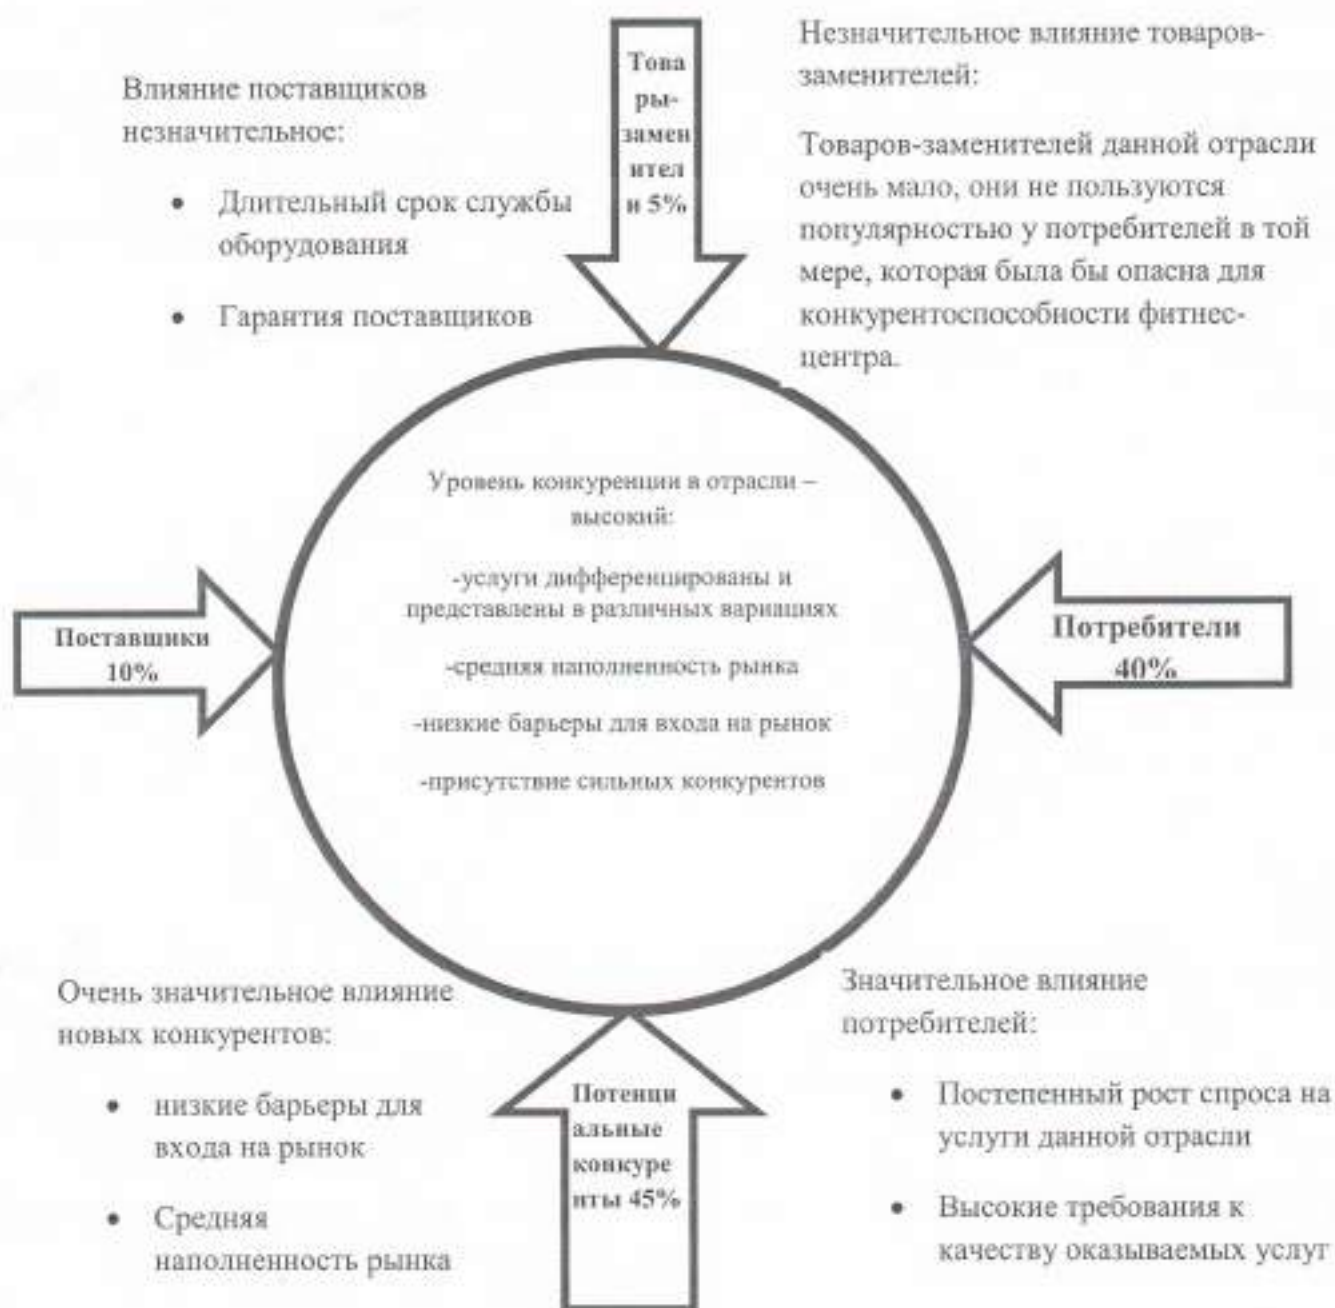 Влияние поставщиков
незначительное:
• Длительный срок службы
оборудования
• Гарантия поставщиков
Това
ры-
замен
ител
и 5%
Незначительное влияние товаров-
заменителей:
Товаров-заменителей данной отрасли
очень мало, они не пользуются
популярностью у потребителей в той
мере, которая была бы опасна для
конкурентоспособности фитнес-
центра.
Уровень конкуренции в отрасли –
высокий:
-услуги дифференцированы и
представлены в различных вариациях
-средняя наполненность рынка
-низкие барьеры для входа на рынок
-присутствие сильных конкурентов
Поставщики
10%
Потребители
40%
Очень значительное влияние
новых конкурентов:
• низкие барьеры для
входа на рынок
• Средняя
наполненность рынка
Потенци
альные
конкуре
нты 45%
Значительное влияние
потребителей:
• Постепенный рост спроса на
услуги данной отрасли
• Высокие требования к
качеству оказываемых услуг